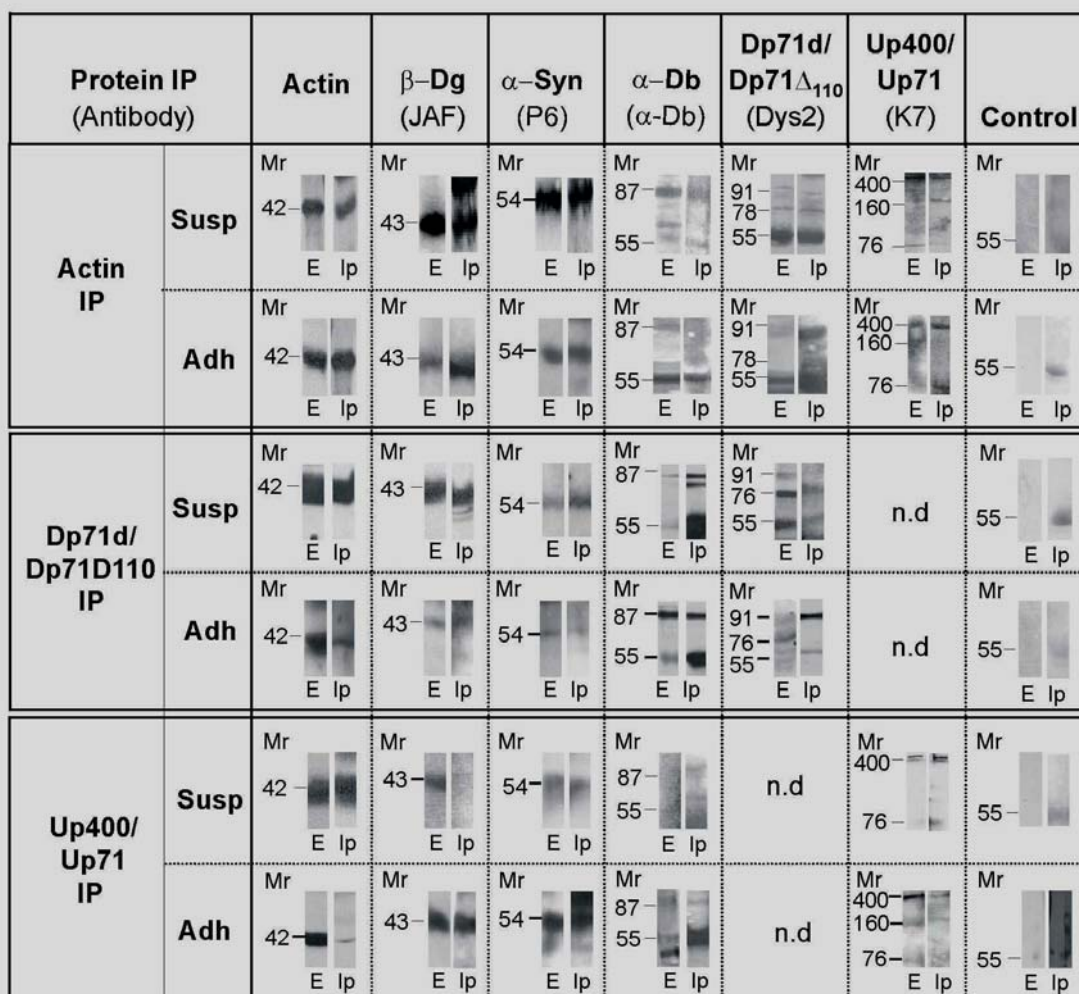 Protein IP
(Antibody)
Actin
β–Dg
(JAF)
α–Syn
(P6)
α–Db
(α-Db)
Dp71d/
Dp71Δ110
(Dys2)
Up400/
Up71
(K7)
Control
Actin
IP
Susp
Mr
42
E Ip
Mr
43
E Ip
Mr
54
E Ip
Mr
87
55
E Ip
Mr
91
78
55
E Ip
Mr
400
160
76
E Ip
Mr
55
E Ip
Adh
Mr
42
E Ip
Mr
43
E Ip
Mr
54
E Ip
Mr
87
55
E Ip
Mr
91
78
55
E Ip
Mr
400
160
76
E Ip
Mr
55
E Ip
Dp71d/
Dp71D110
IP
Susp
Mr
42
E Ip
Mr
43
E Ip
Mr
54
E Ip
Mr
87
55
E Ip
Mr
91
76
55
E Ip
n.d
Mr
55
E Ip
Adh
Mr
42
E Ip
Mr
43
E Ip
Mr
54
E Ip
Mr
87
55
E Ip
Mr
91
76
55
E Ip
n.d
Mr
55
E Ip
Up400/
Up71
IP
Susp
Mr
42
E Ip
Mr
43
E Ip
Mr
54
E Ip
Mr
87
55
E Ip
n.d
Mr
400
76
E Ip
Mr
55
E Ip
Adh
Mr
42
E Ip
Mr
43
E Ip
Mr
54
E Ip
Mr
87
55
E Ip
n.d
Mr
400
160
76
E Ip
Mr
55
E Ip